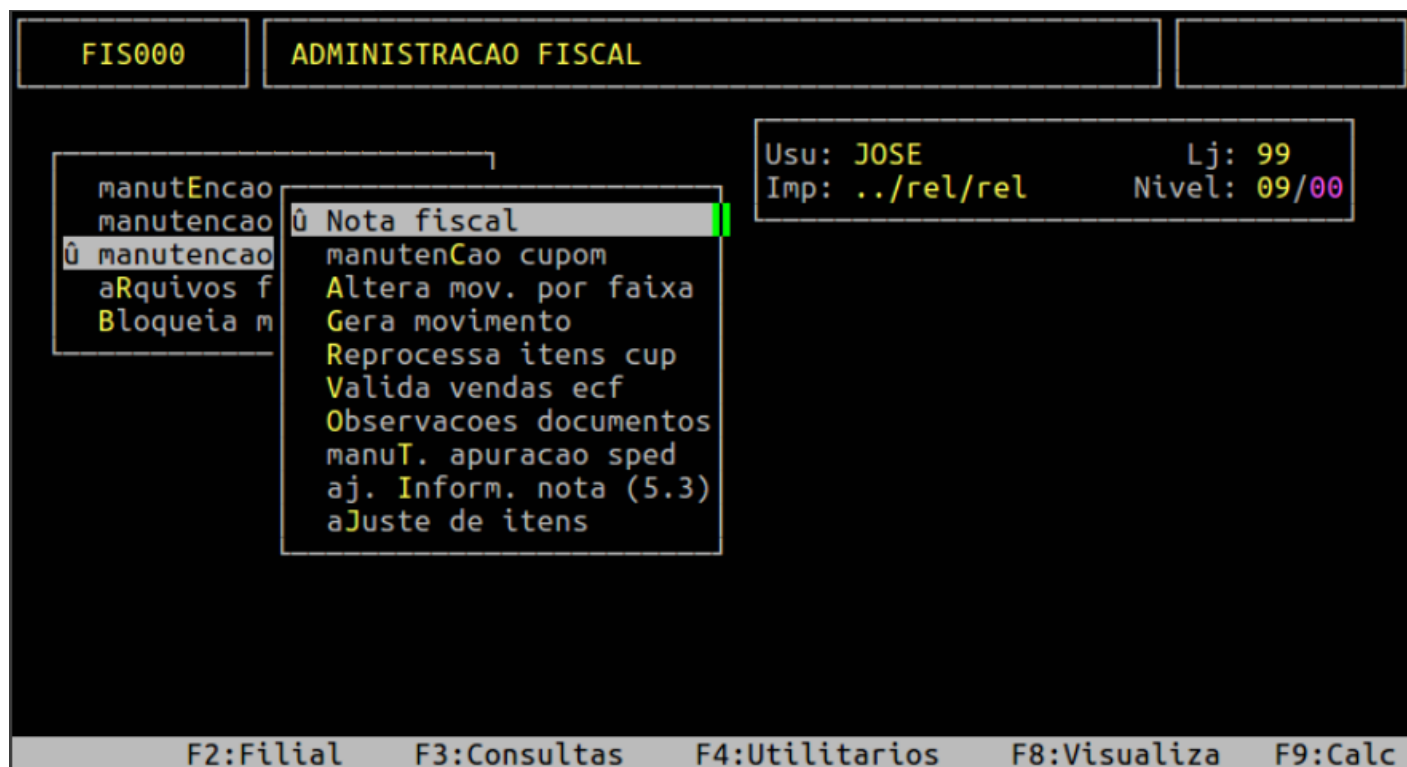 FIS000 ADMINISTRACAO FISCAL
Usu: JOSE Lj: 99
Imp: ../rel/rel Nivel: 09/00
manutEncao
manutencao
û manutencao
aRquivos f
Bloqueia m
û Nota fiscal
manutenCao cupom
Altera mov. por faixa
Gera movimento
Reprocessa itens cup
Valida vendas ecf
Observacoes documentos
manuT. apuracao sped
aj. Inform. nota (5.3)
aJuste de itens
F2:Filial F3:Consultas F4:Utilitarios F8:Visualiza F9:Calc